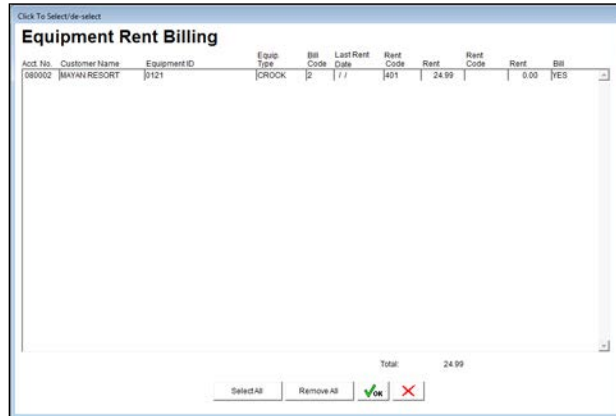 Click To Select/de-select
Equipment Rent Billing
Acct. No. Customer Name Equipment ID Equip. Type Bill Code Last Rent Date Rent Code Rent Rent Code Rent Bill
080002 MAYAN RESORT 0121 CROCK 2 / / 401 24.99 0.00 YES
Total: 24.99
Select All Remove All OK